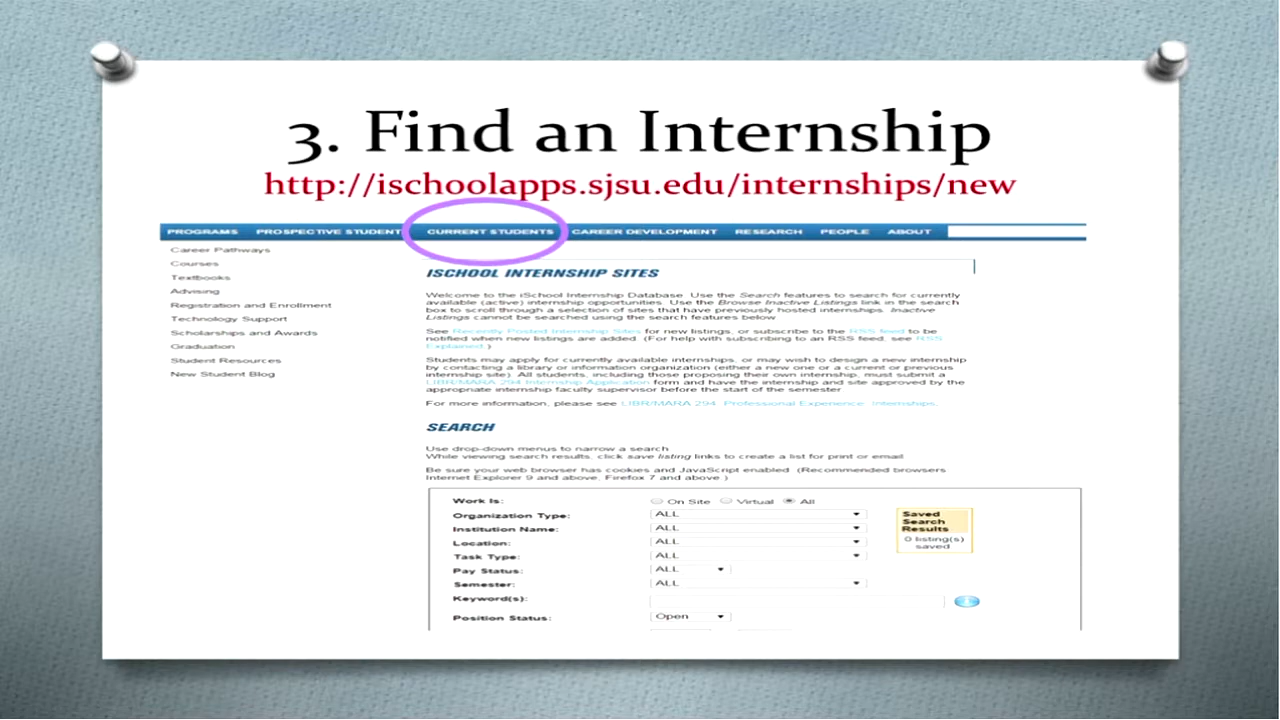 3. Find an Internship
http://ischoolapps.sjsu.edu/internships/new
PROGRAMS PROSPECTIVE STUDENT CURRENT STUDENTS CAREER DEVELOPMENT RESEARCH PEOPLE ABOUT
Career Pathways
Courses
Textbooks
Advising
Registration and Enrollment
Technology Support
Scholarships and Awards
Graduation
Student Resources
New Student Blog
ISCHOOL INTERNSHIP SITES
Welcome to the iSchool Internship Database. Use the Search features to search for currently
available (active) internship opportunities. Use the Browse Inactive Listings link in the search
box to scroll through a selection of sites that have previously hosted internships. Inactive
Listings cannot be searched using the search features below
See Recently Posted Internship Sites for new listings, or subscribe to the RSS feed to be
notified when new listings are added. (For help with subscribing to an RSS feed, see RSS
Explained.)
Students may apply for currently available internships, or may wish to design a new internship
by contacting a library or information organization (either a new one or a current or previous
internship site). All students, including those proposing their own internship, must submit a
LIBR/MARA 294 Internship Application form and have the internship and site approved by the
appropriate internship faculty supervisor before the start of the semester.
For more information, please see LIBR/MARA 294: Professional Experience: Internships.
SEARCH
Use drop-down menus to narrow a search
While viewing search results, click save listing links to create a list for print or email
Be sure your web browser has cookies and JavaScript enabled. (Recommended browsers
Internet Explorer 9 and above, Firefox 7 and above.)
Work Is: On Site Virtual All
Organization Type: ALL
Institution Name: ALL
Location: ALL
Task Type: ALL
Pay Status: ALL
Semester: ALL
Keyword(s):
Position Status: Open
Saved
Search
Results
0 listing(s)
saved